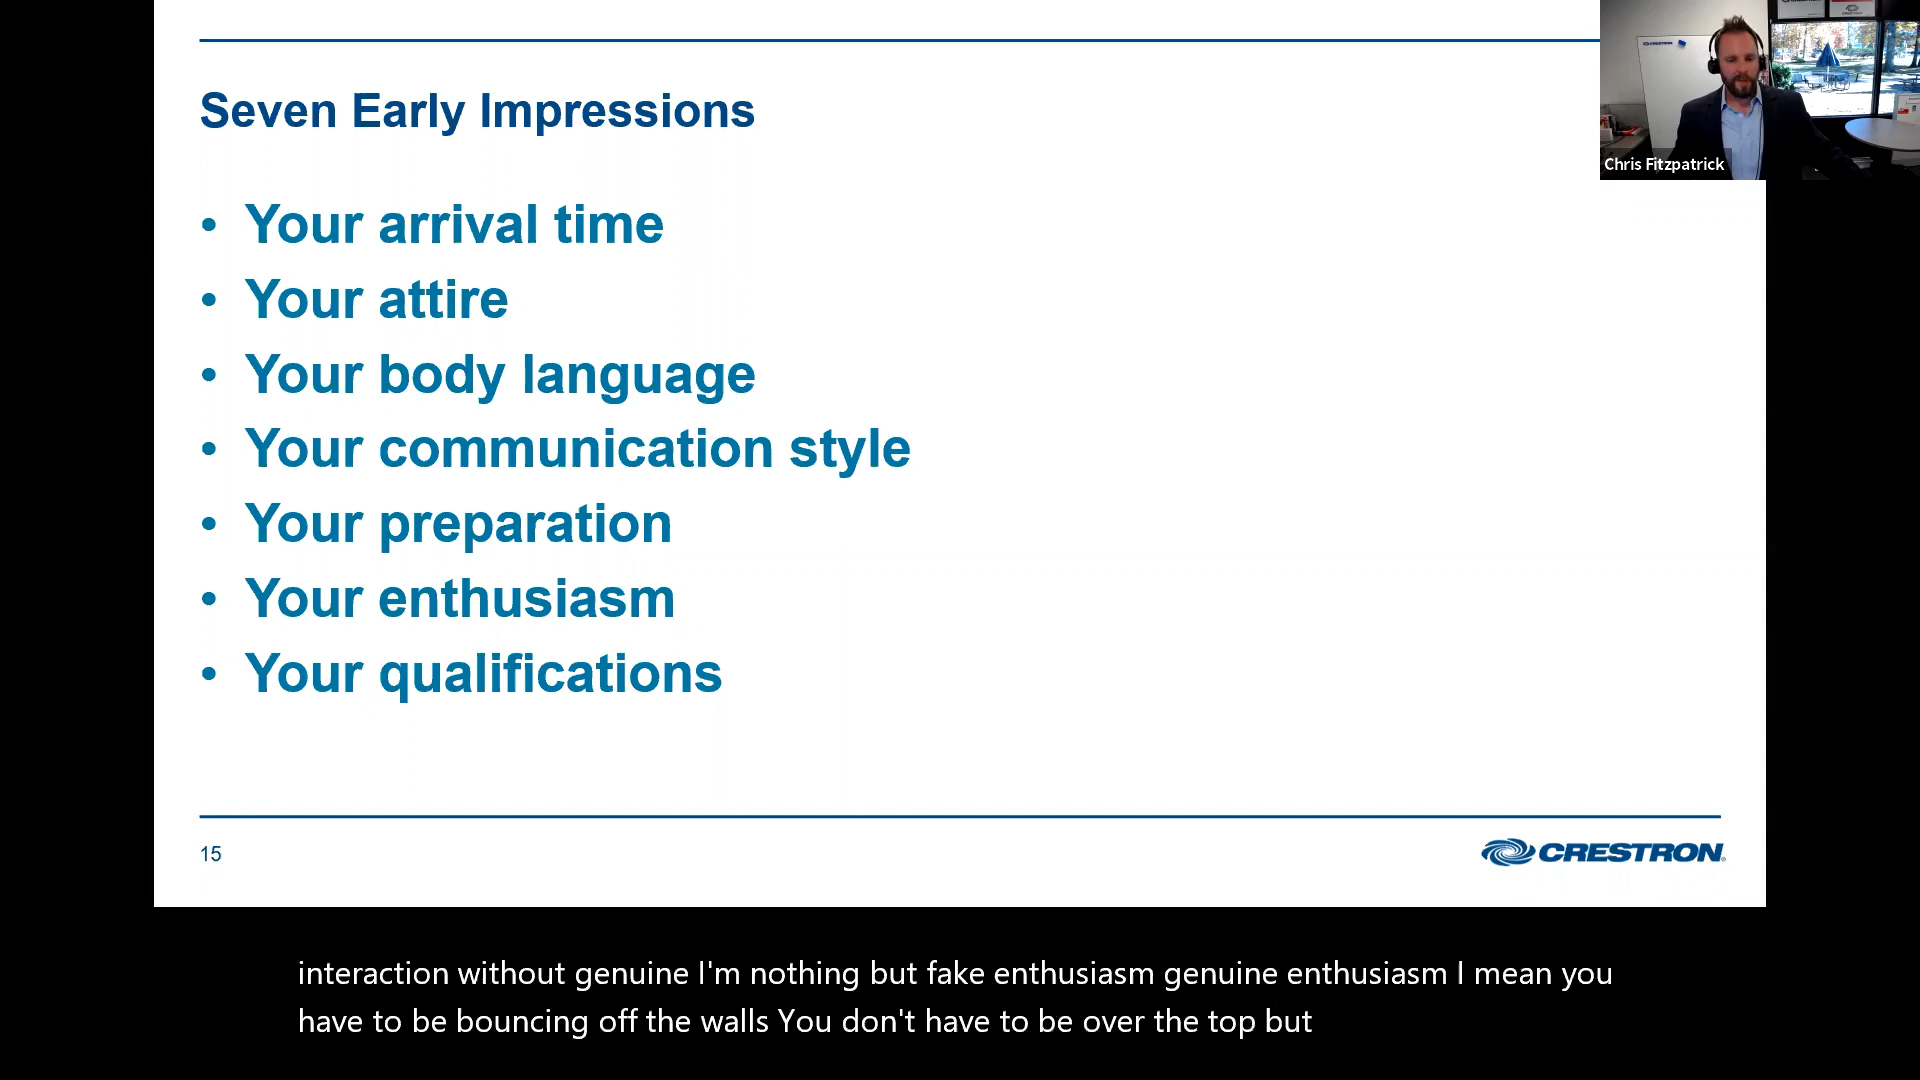 Seven Early Impressions
• Your arrival time
• Your attire
• Your body language
• Your communication style
• Your preparation
• Your enthusiasm
• Your qualifications
15
CRESTRON
CRESTRON
Chris Fitzpatrick
interaction without genuine I'm nothing but fake enthusiasm genuine enthusiasm I mean you
have to be bouncing off the walls You don't have to be over the top but